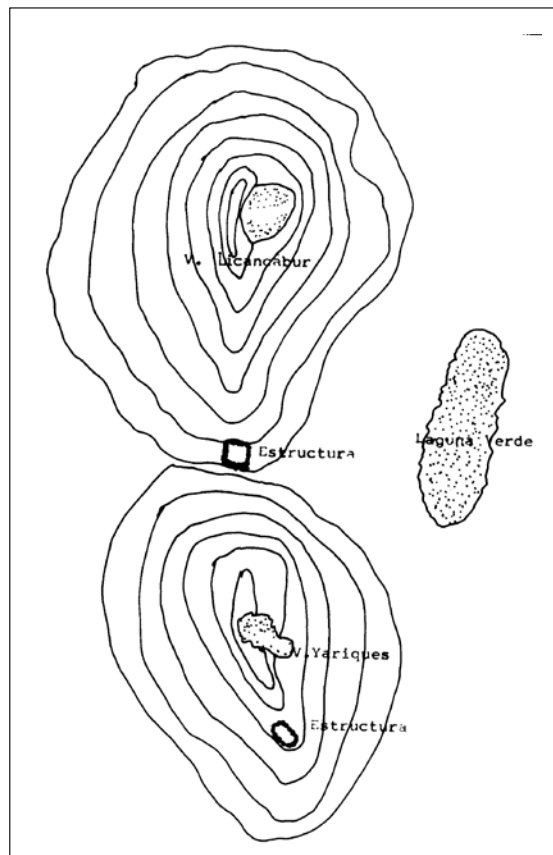 V. Licancabur
Estructura
Laguna Verde
V.Yariques
Estructura